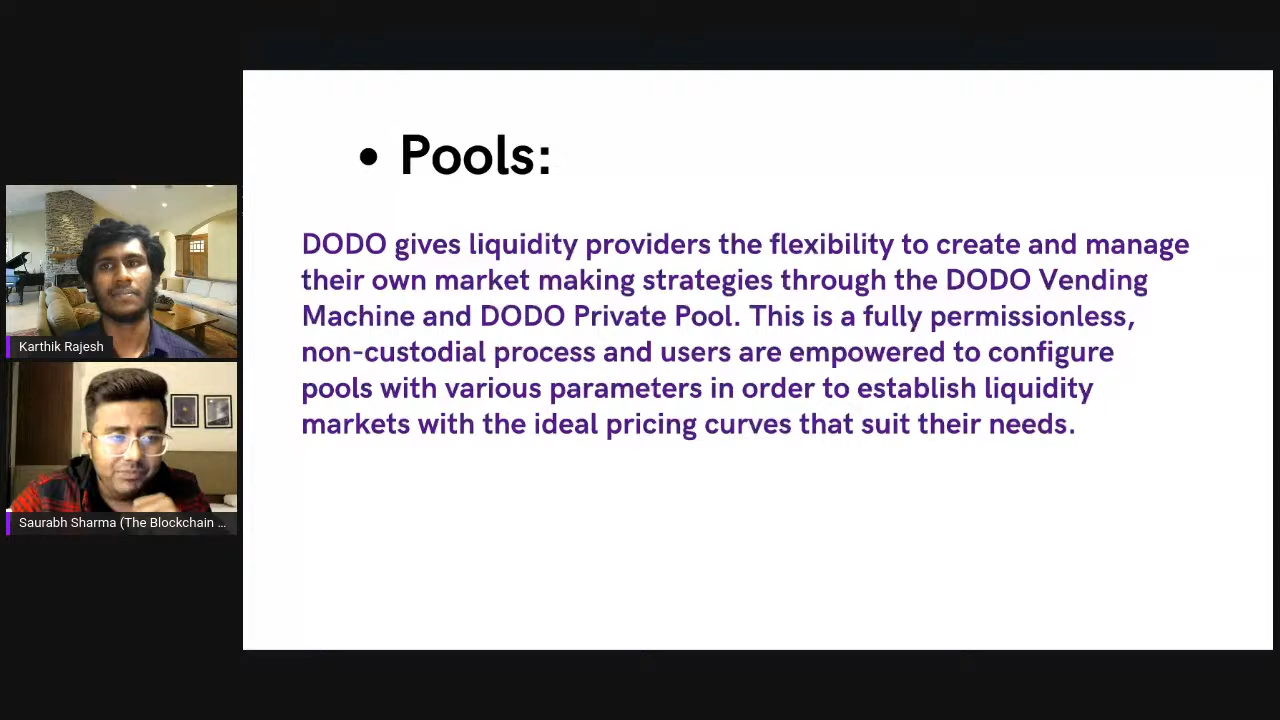 • Pools:
DODO gives liquidity providers the flexibility to create and manage
their own market making strategies through the DODO Vending
Machine and DODO Private Pool. This is a fully permissionless,
non-custodial process and users are empowered to configure
pools with various parameters in order to establish liquidity
markets with the ideal pricing curves that suit their needs.
Karthik Rajesh
Saurabh Sharma (The Blockchain ...